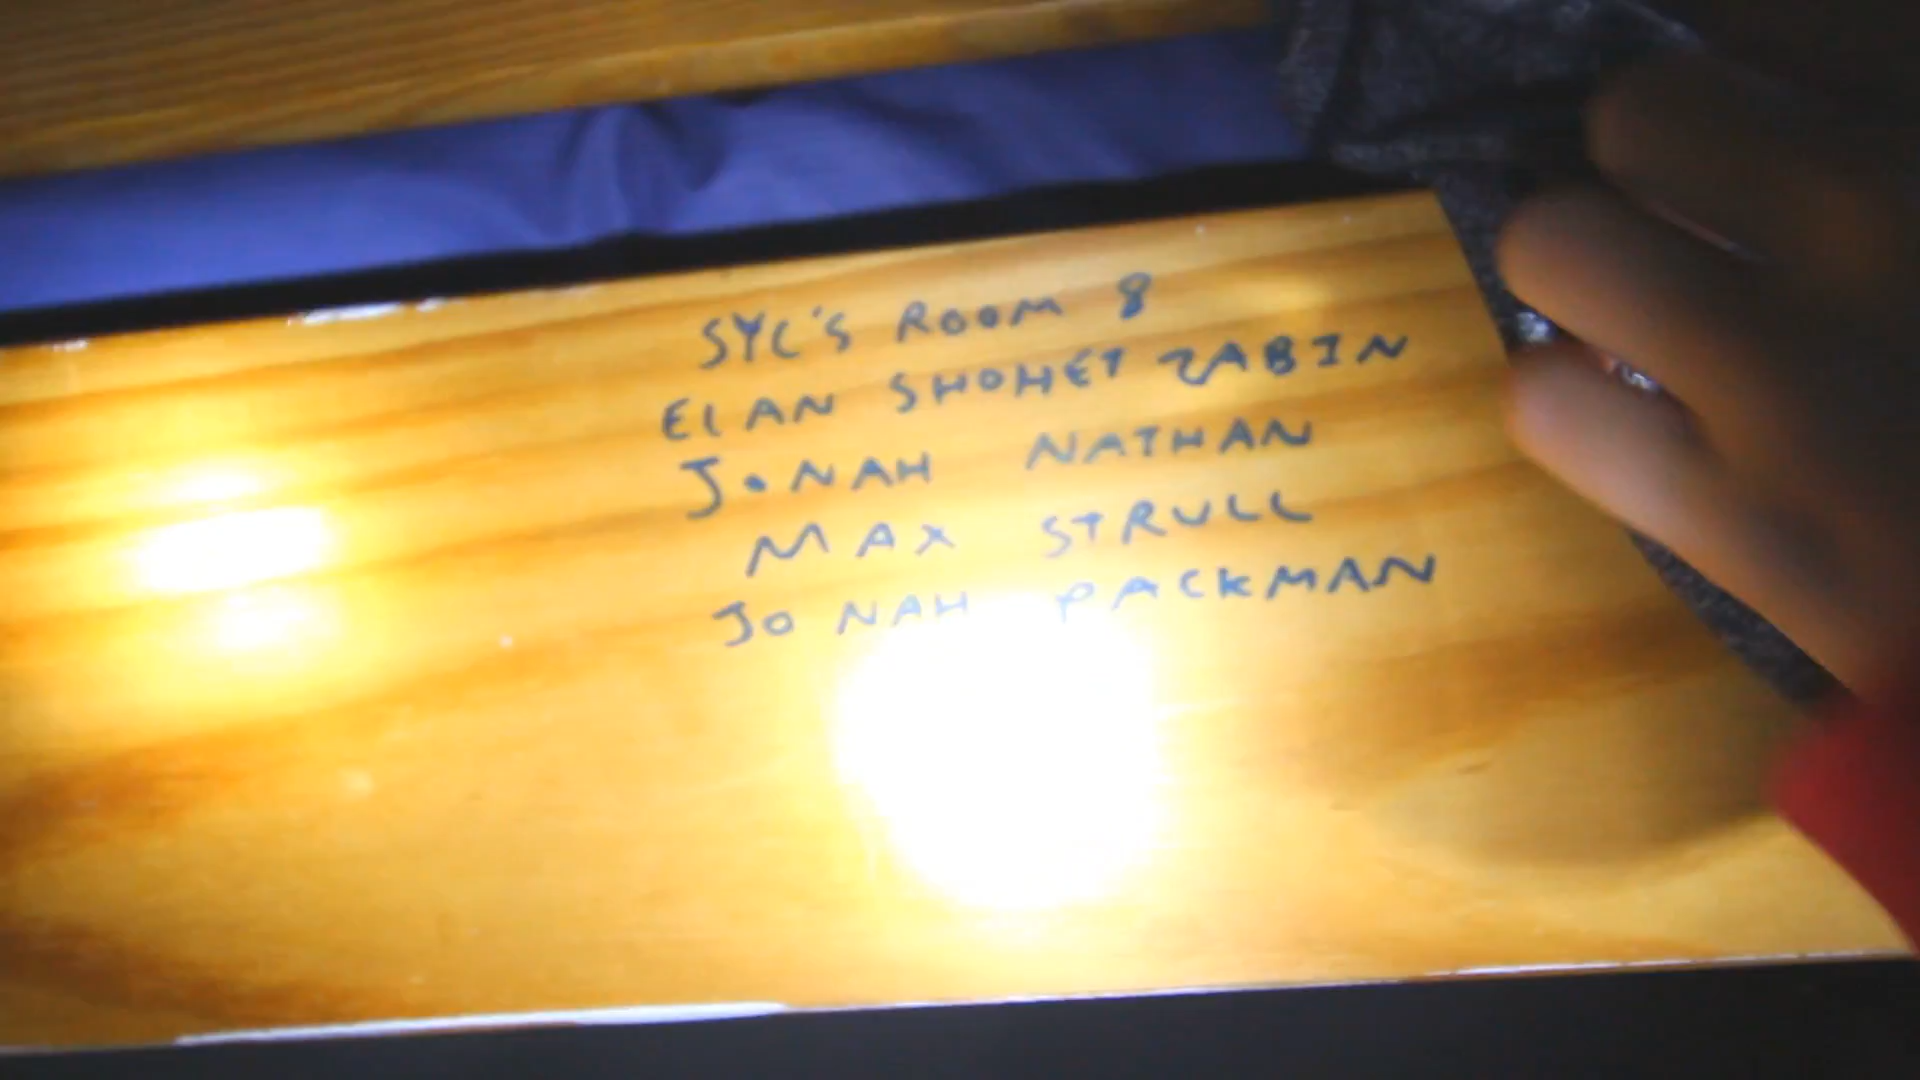 SYC'S ROOM 8
ELAN SHOHET ZABIN
JONAH NATHAN
MAX STRULL
JONAH PACKMAN